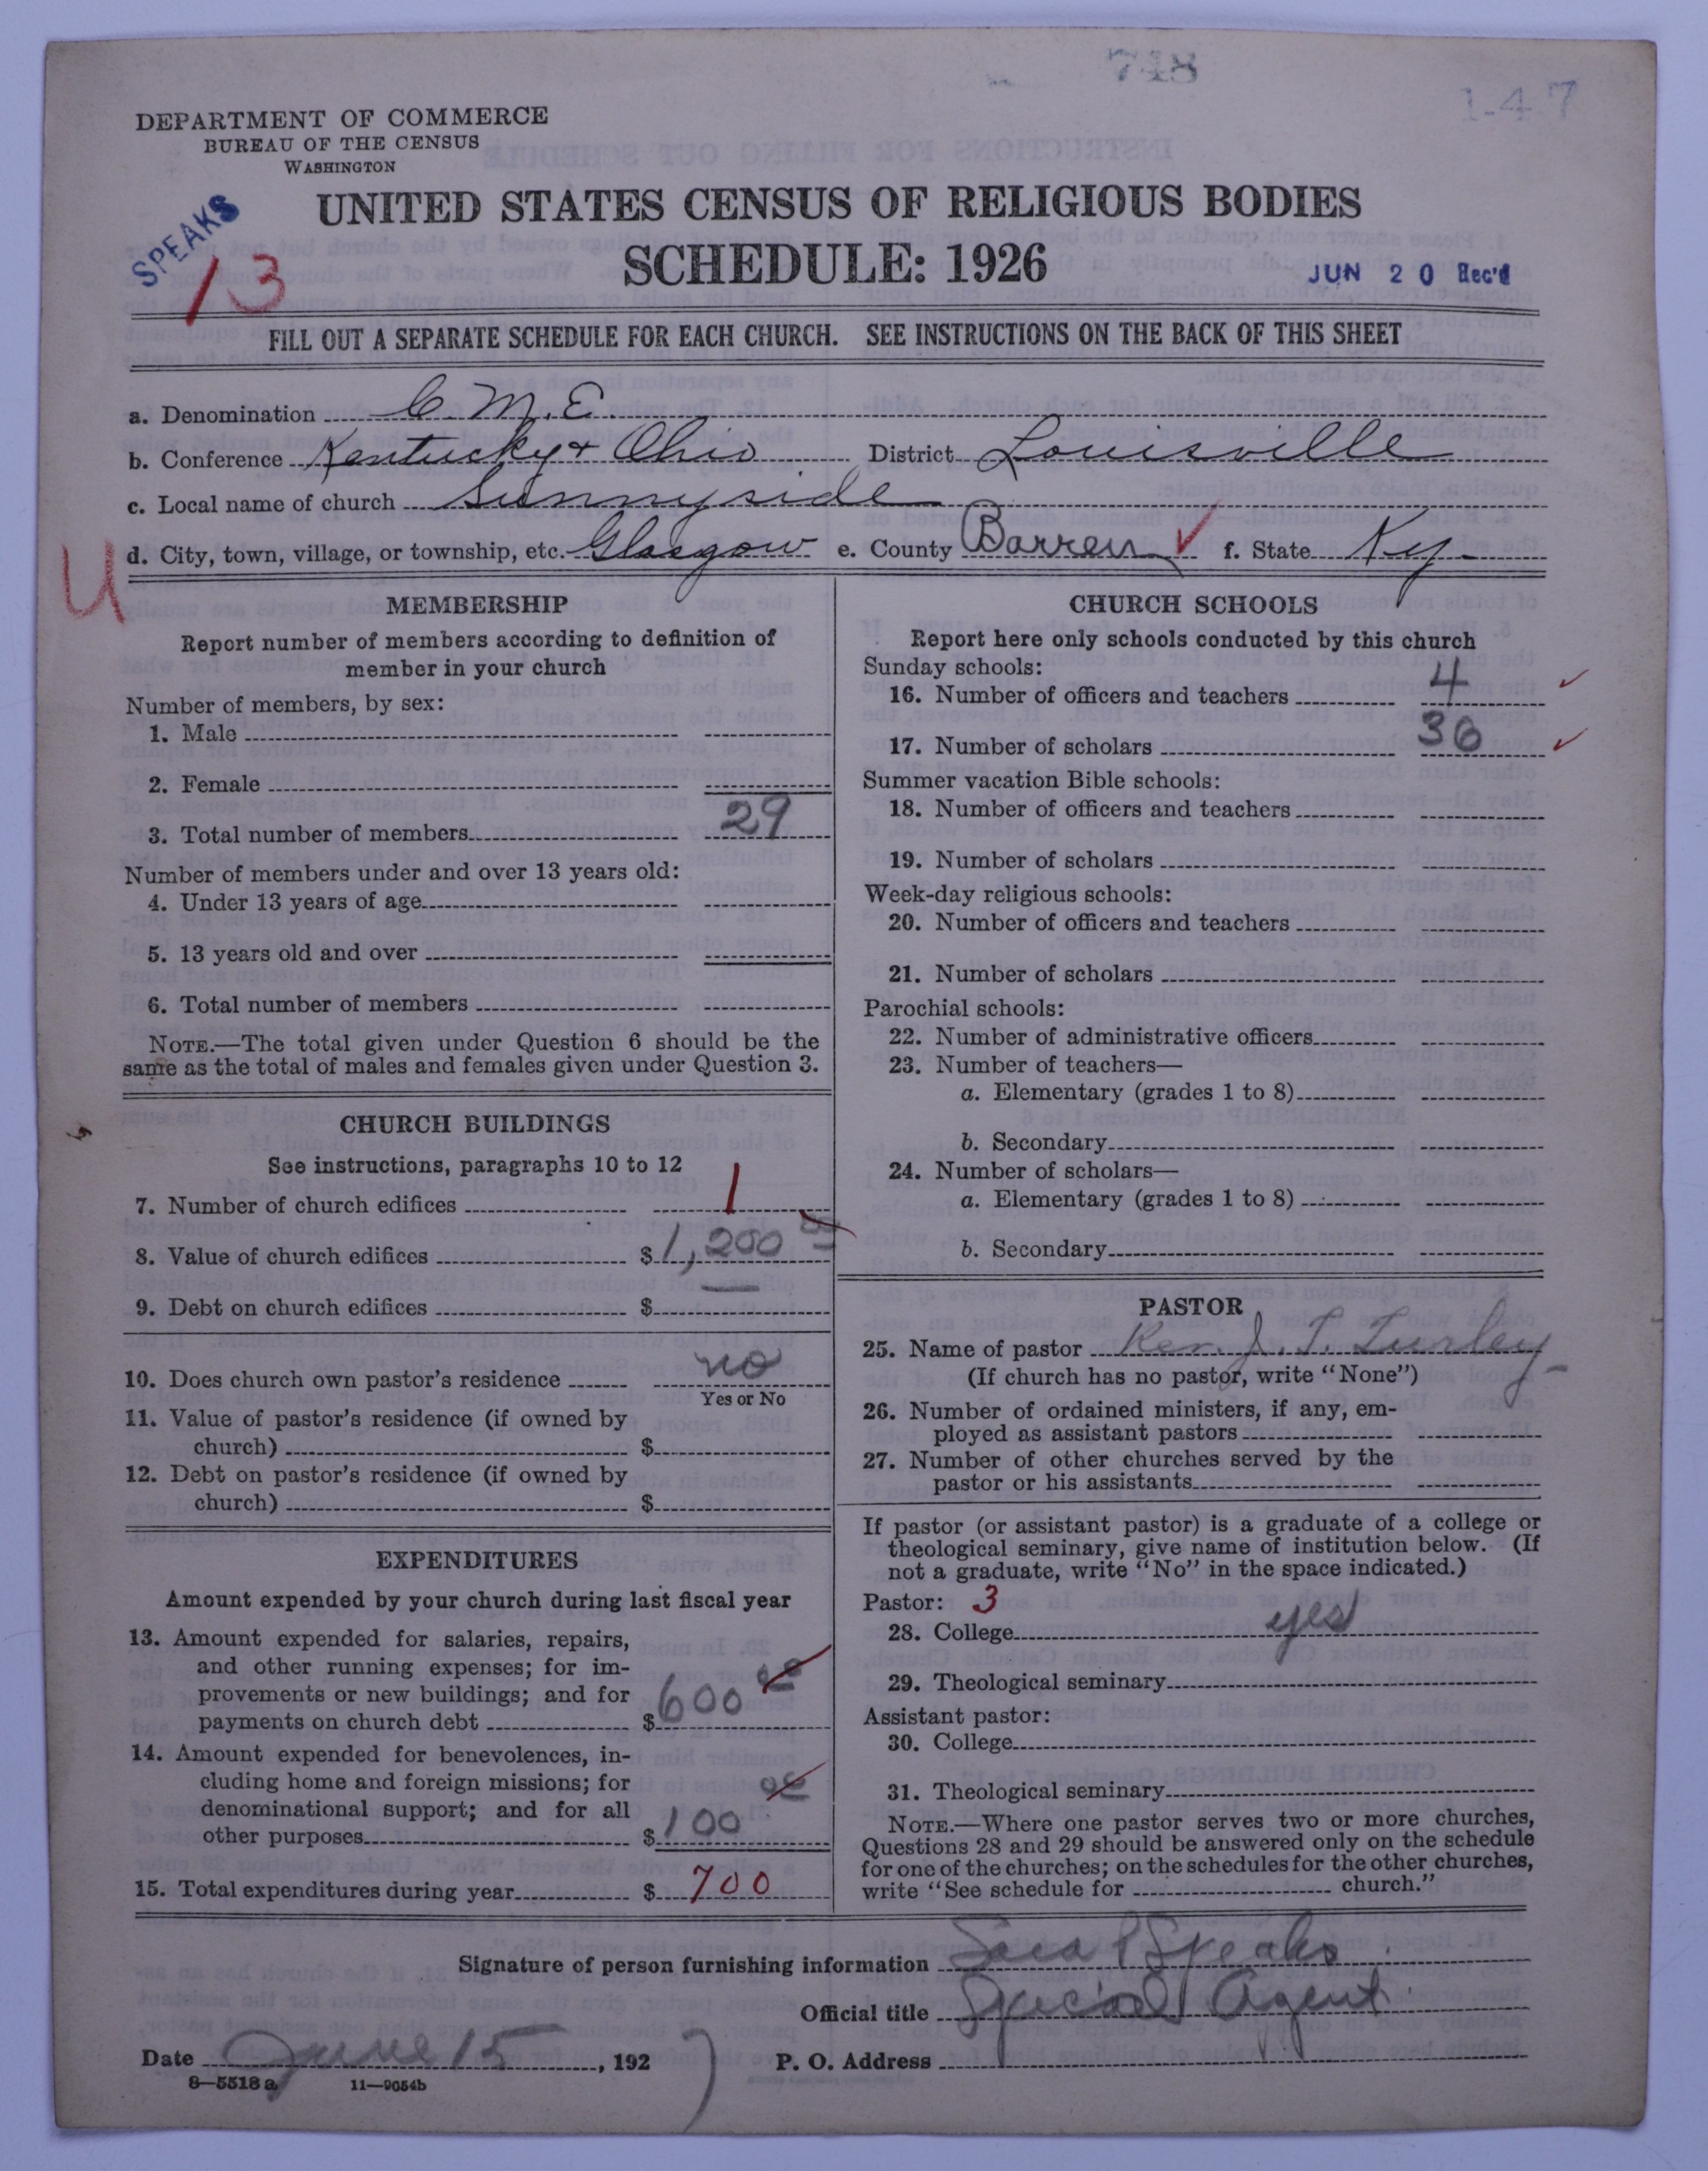 748
1-47
DEPARTMENT OF COMMERCE
BUREAU OF THE CENSUS
WASHINGTON
UNITED STATES CENSUS OF RELIGIOUS BODIES
SCHEDULE: 1926
SPEAKS
13
JUN 20 Rec'd
FILL OUT A SEPARATE SCHEDULE FOR EACH CHURCH. SEE INSTRUCTIONS ON THE BACK OF THIS SHEET
a. Denomination C M. E
b. Conference Kentucky + Ohio District Louisville
c. Local name of church Sunnyside
d. City, town, village, or township, etc. Glasgow e. County Barren ✓ f. State Ky.
U
MEMBERSHIP
Report number of members according to definition of
member in your church
Number of members, by sex:
1. Male
2. Female
3. Total number of members 29
Number of members under and over 13 years old:
4. Under 13 years of age
5. 13 years old and over
6. Total number of members
NOTE.—The total given under Question 6 should be the
same as the total of males and females given under Question 3.
CHURCH BUILDINGS
See instructions, paragraphs 10 to 12
7. Number of church edifices 1
8. Value of church edifices $ 1,200 00
9. Debt on church edifices $ —
10. Does church own pastor's residence no
Yes or No
11. Value of pastor's residence (if owned by
church) $
12. Debt on pastor's residence (if owned by
church) $
EXPENDITURES
Amount expended by your church during last fiscal year
13. Amount expended for salaries, repairs,
and other running expenses; for im-
provements or new buildings; and for
payments on church debt $ 600 00
14. Amount expended for benevolences, in-
cluding home and foreign missions; for
denominational support; and for all
other purposes $ 100 00
15. Total expenditures during year $ 700
CHURCH SCHOOLS
Report here only schools conducted by this church
Sunday schools:
16. Number of officers and teachers 4 ✓
17. Number of scholars 36 ✓
Summer vacation Bible schools:
18. Number of officers and teachers
19. Number of scholars
Week-day religious schools:
20. Number of officers and teachers
21. Number of scholars
Parochial schools:
22. Number of administrative officers
23. Number of teachers—
a. Elementary (grades 1 to 8)
b. Secondary
24. Number of scholars—
a. Elementary (grades 1 to 8)
b. Secondary
PASTOR
25. Name of pastor Rev. J. T. Turley
(If church has no pastor, write "None")
26. Number of ordained ministers, if any, em-
ployed as assistant pastors
27. Number of other churches served by the
pastor or his assistants
If pastor (or assistant pastor) is a graduate of a college or
theological seminary, give name of institution below. (If
not a graduate, write "No" in the space indicated.)
Pastor: 3
28. College yes
29. Theological seminary
Assistant pastor:
30. College
31. Theological seminary
NOTE.—Where one pastor serves two or more churches,
Questions 28 and 29 should be answered only on the schedule
for one of the churches; on the schedules for the other churches,
write "See schedule for church."
Signature of person furnishing information Sara P Speaks
Official title Special Agent
Date June 15, 1927 P. O. Address
8—5518 a 11—9054b